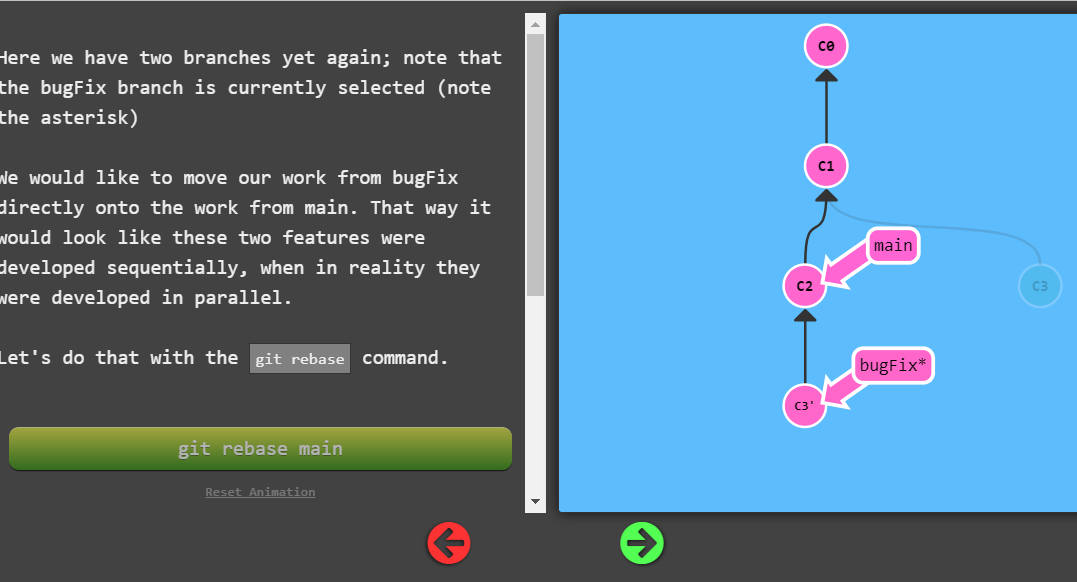 Here we have two branches yet again; note that
the bugFix branch is currently selected (note
the asterisk)
We would like to move our work from bugFix
directly onto the work from main. That way it
would look like these two features were
developed sequentially, when in reality they
were developed in parallel.
Let's do that with the git rebase command.
git rebase main
Reset Animation
C0
C1
main
C2
C3
bugFix*
C3'